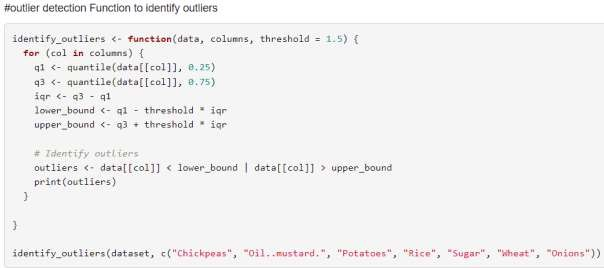 #outlier detection Function to identify outliers
identify_outliers <- function(data, columns, threshold = 1.5) {
  for (col in columns) {
    q1 <- quantile(data[[col]], 0.25)
    q3 <- quantile(data[[col]], 0.75)
    iqr <- q3 - q1
    lower_bound <- q1 - threshold * iqr
    upper_bound <- q3 + threshold * iqr

    # Identify outliers
    outliers <- data[[col]] < lower_bound | data[[col]] > upper_bound
    print(outliers)
  }

}

identify_outliers(dataset, c("Chickpeas", "Oil..mustard.", "Potatoes", "Rice", "Sugar", "Wheat", "Onions"))